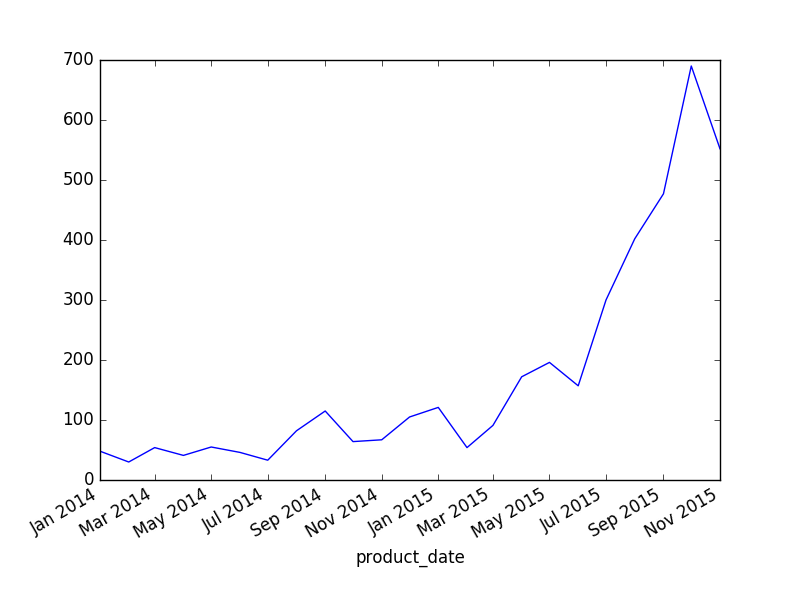 700
600
500
400
300
200
100
0
Jan 2014
Mar 2014
May 2014
Jul 2014
Sep 2014
Nov 2014
Jan 2015
Mar 2015
May 2015
Jul 2015
Sep 2015
Nov 2015
product_date